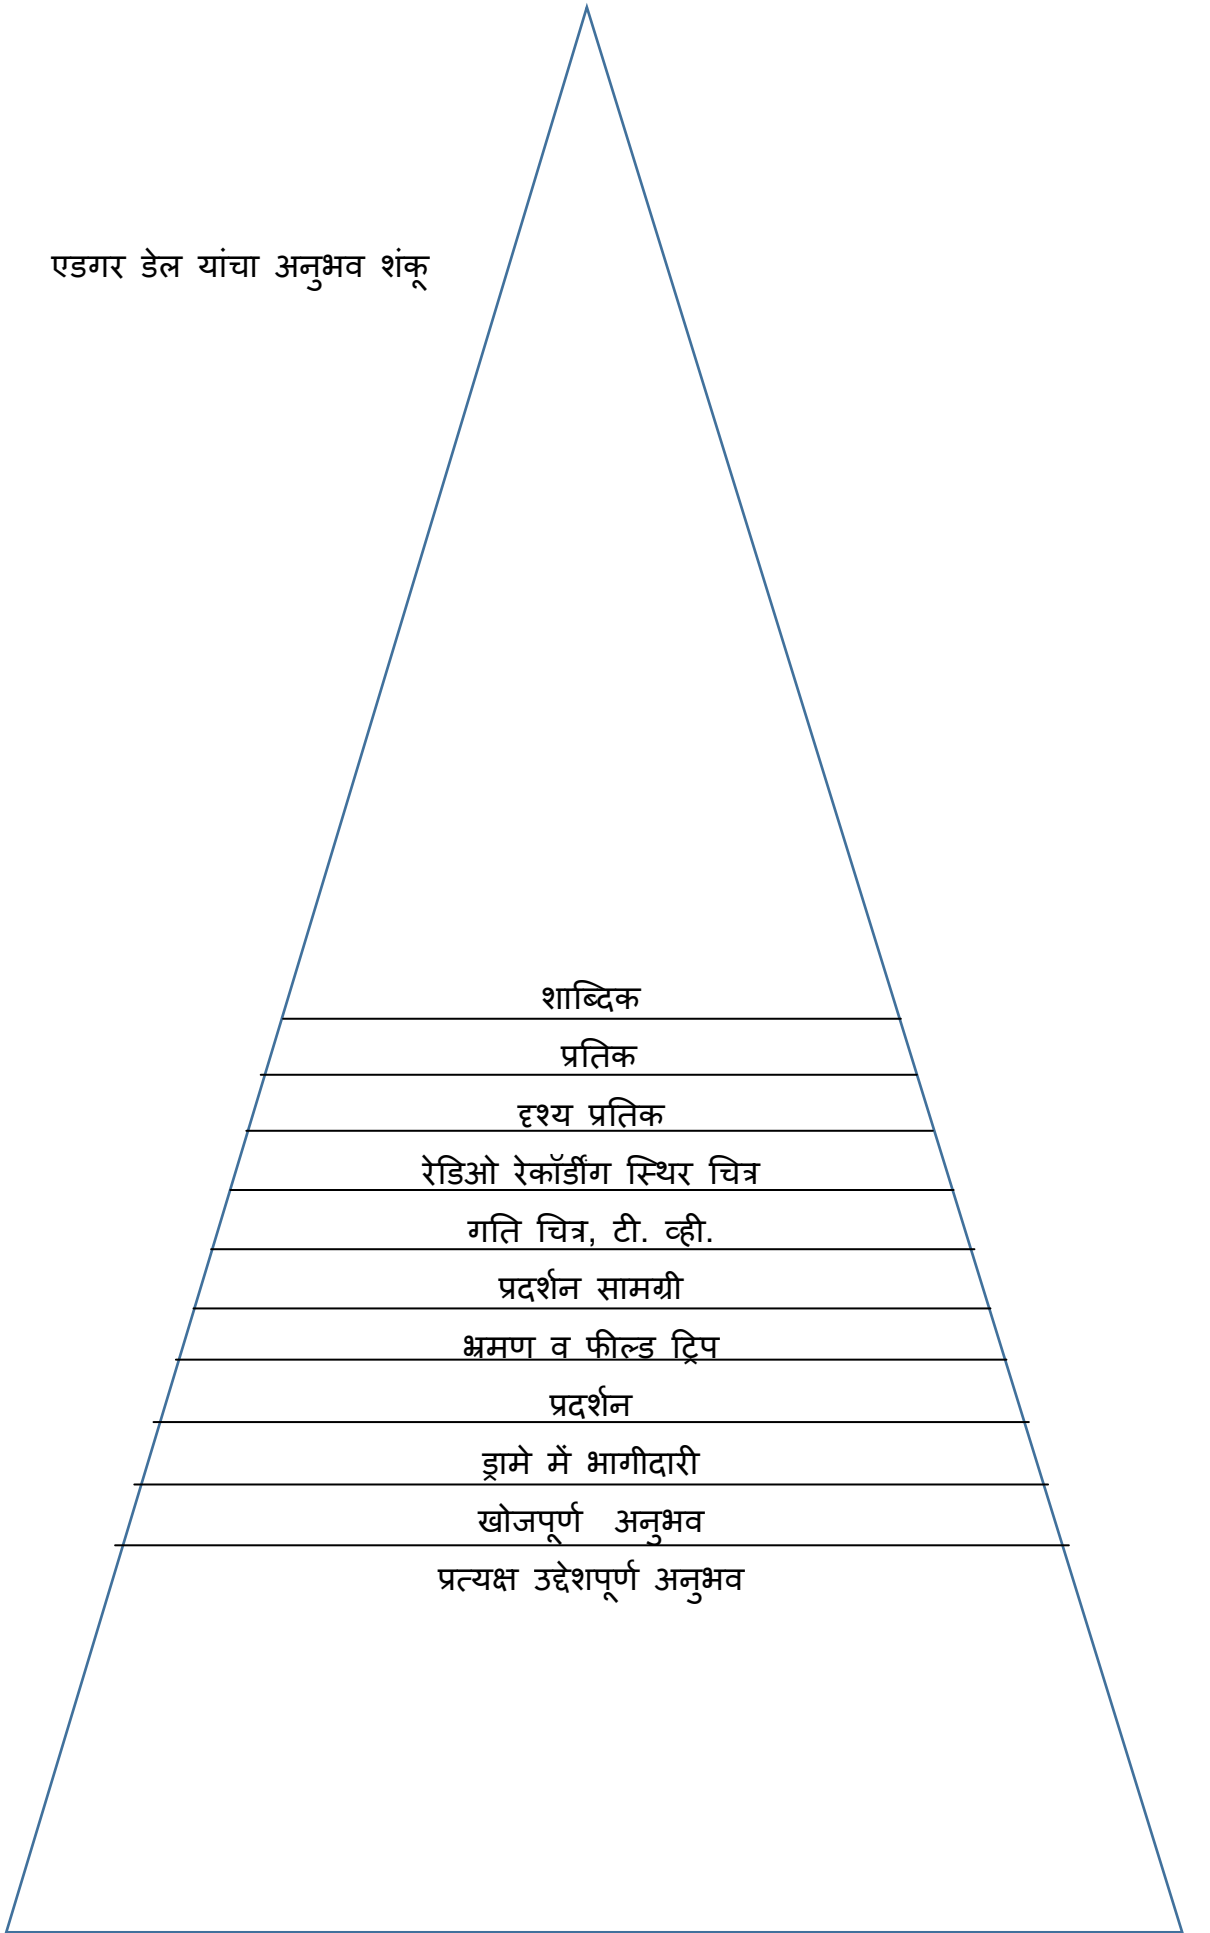 एडगर डेल यांचा अनुभव शंकू
शाब्दिक
प्रतिक
दृश्य प्रतिक
रेडिओ रेकॉर्डींग स्थिर चित्र
गति चित्र, टी. व्ही.
प्रदर्शन सामग्री
भ्रमण व फील्ड ट्रिप
प्रदर्शन
ड्रामे में भागीदारी
खोजपूर्ण अनुभव
प्रत्यक्ष उद्देशपूर्ण अनुभव